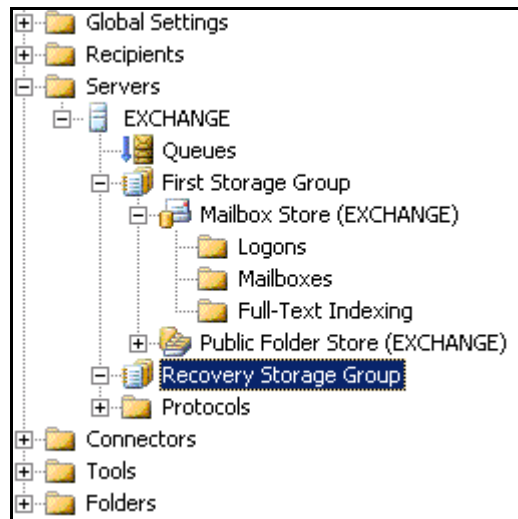 Global Settings
Recipients
Servers
EXCHANGE
Queues
First Storage Group
Mailbox Store (EXCHANGE)
Logons
Mailboxes
Full-Text Indexing
Public Folder Store (EXCHANGE)
Recovery Storage Group
Protocols
Connectors
Tools
Folders